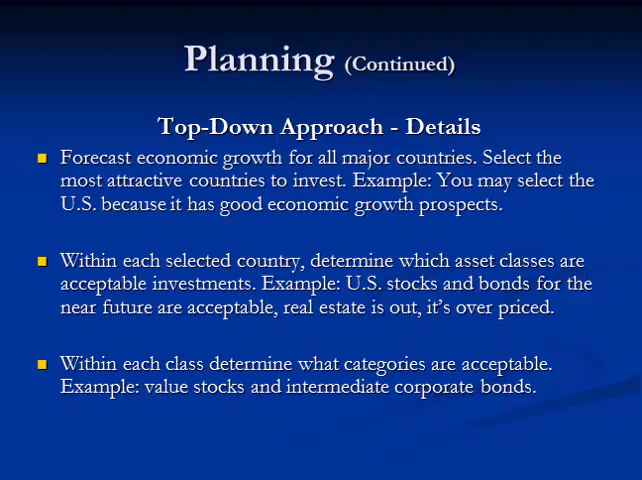 Planning (Continued)
Top-Down Approach - Details
Forecast economic growth for all major countries. Select the
most attractive countries to invest. Example: You may select the
U.S. because it has good economic growth prospects.
Within each selected country, determine which asset classes are
acceptable investments. Example: U.S. stocks and bonds for the
near future are acceptable, real estate is out, it's over priced.
Within each class determine what categories are acceptable.
Example: value stocks and intermediate corporate bonds.